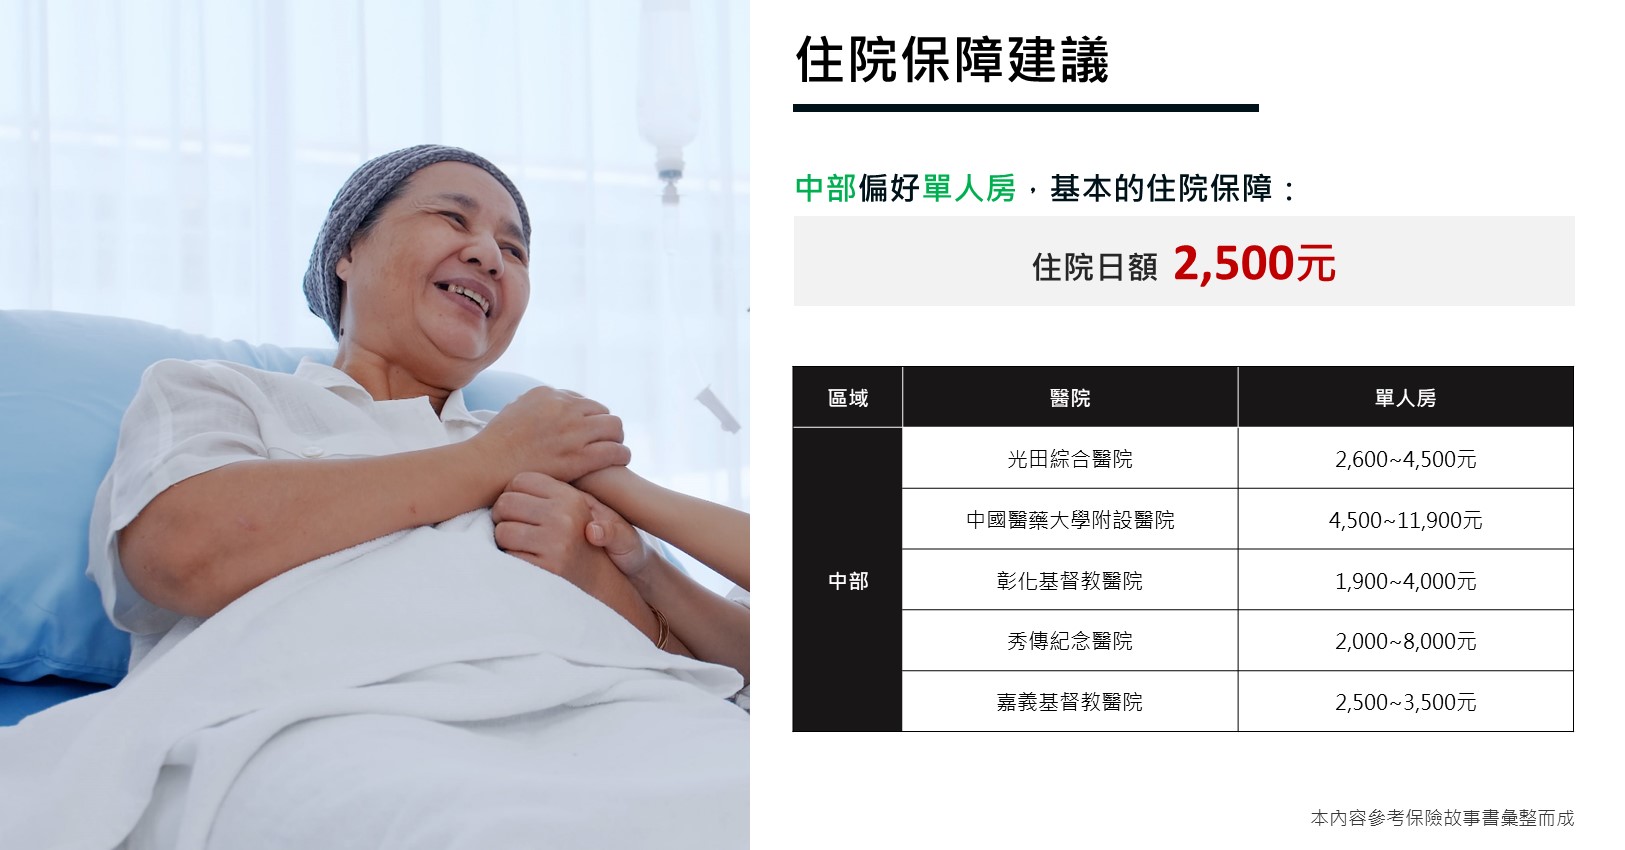 住院保障建議
中部偏好單人房，基本的住院保障：
住院日額 2,500元
區域 醫院 單人房
中部
光田綜合醫院 2,600~4,500元
中國醫藥大學附設醫院 4,500~11,900元
彰化基督教醫院 1,900~4,000元
秀傳紀念醫院 2,000~8,000元
嘉義基督教醫院 2,500~3,500元
本內容參考保險故事書彙整而成